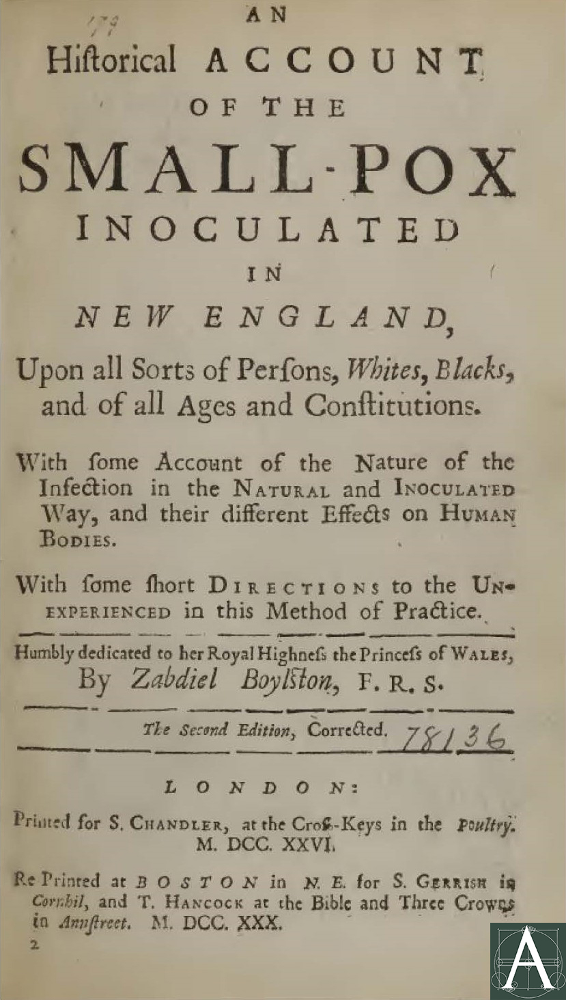 179
AN
Hiſtorical ACCOUNT
OF THE
SMALL-POX
INOCULATED
IN
NEW ENGLAND,
Upon all Sorts of Perſons, Whites, Blacks,
and of all Ages and Conſtitutions.
With ſome Account of the Nature of the
Infection in the NATURAL and INOCULATED
Way, and their different Effects on HUMAN
BODIES.
With ſome ſhort DIRECTIONS to the UN-
EXPERIENCED in this Method of Practice.
Humbly dedicated to her Royal Highneſs the Princeſs of WALES,
By Zabdiel Boylſton, F. R. S.
The Second Edition, Corrected. 78136
LONDON:
Printed for S. CHANDLER, at the Croſs-Keys in the Poultry.
M. DCC. XXVI.
Re Printed at BOSTON in N. E. for S. GERRISH in
Cornhil, and T. HANCOCK at the Bible and Three Crowns
in Annſtreet. M. DCC. XXX.
2
A